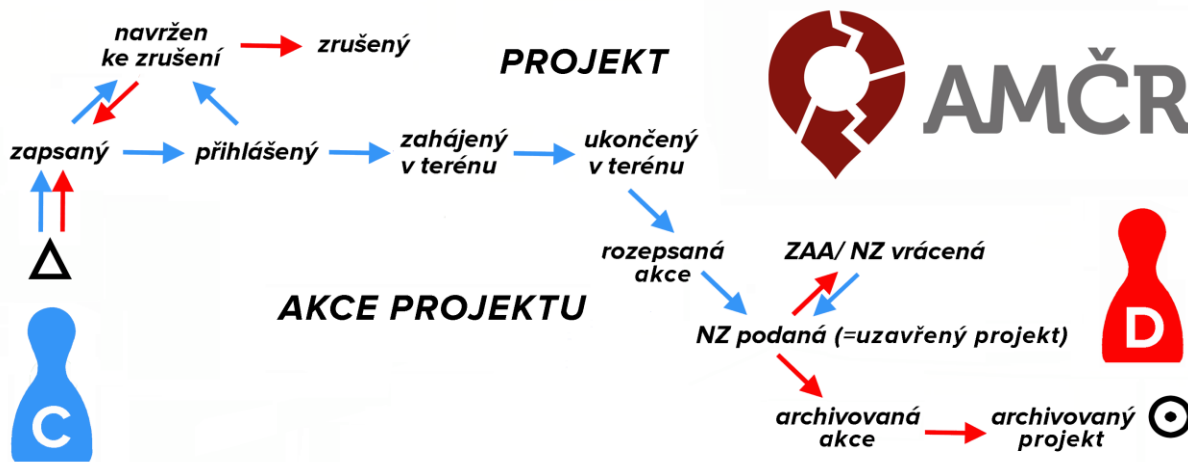 navržen
ke zrušení
zrušený
PROJEKT
AMČR
zapsaný
přihlášený
zahájený
v terénu
ukončený
v terénu
rozepsaná
akce
ZAA/ NZ vrácená
AKCE PROJEKTU
NZ podaná (=uzavřený projekt)
D
C
archivovaná
akce
archivovaný
projekt